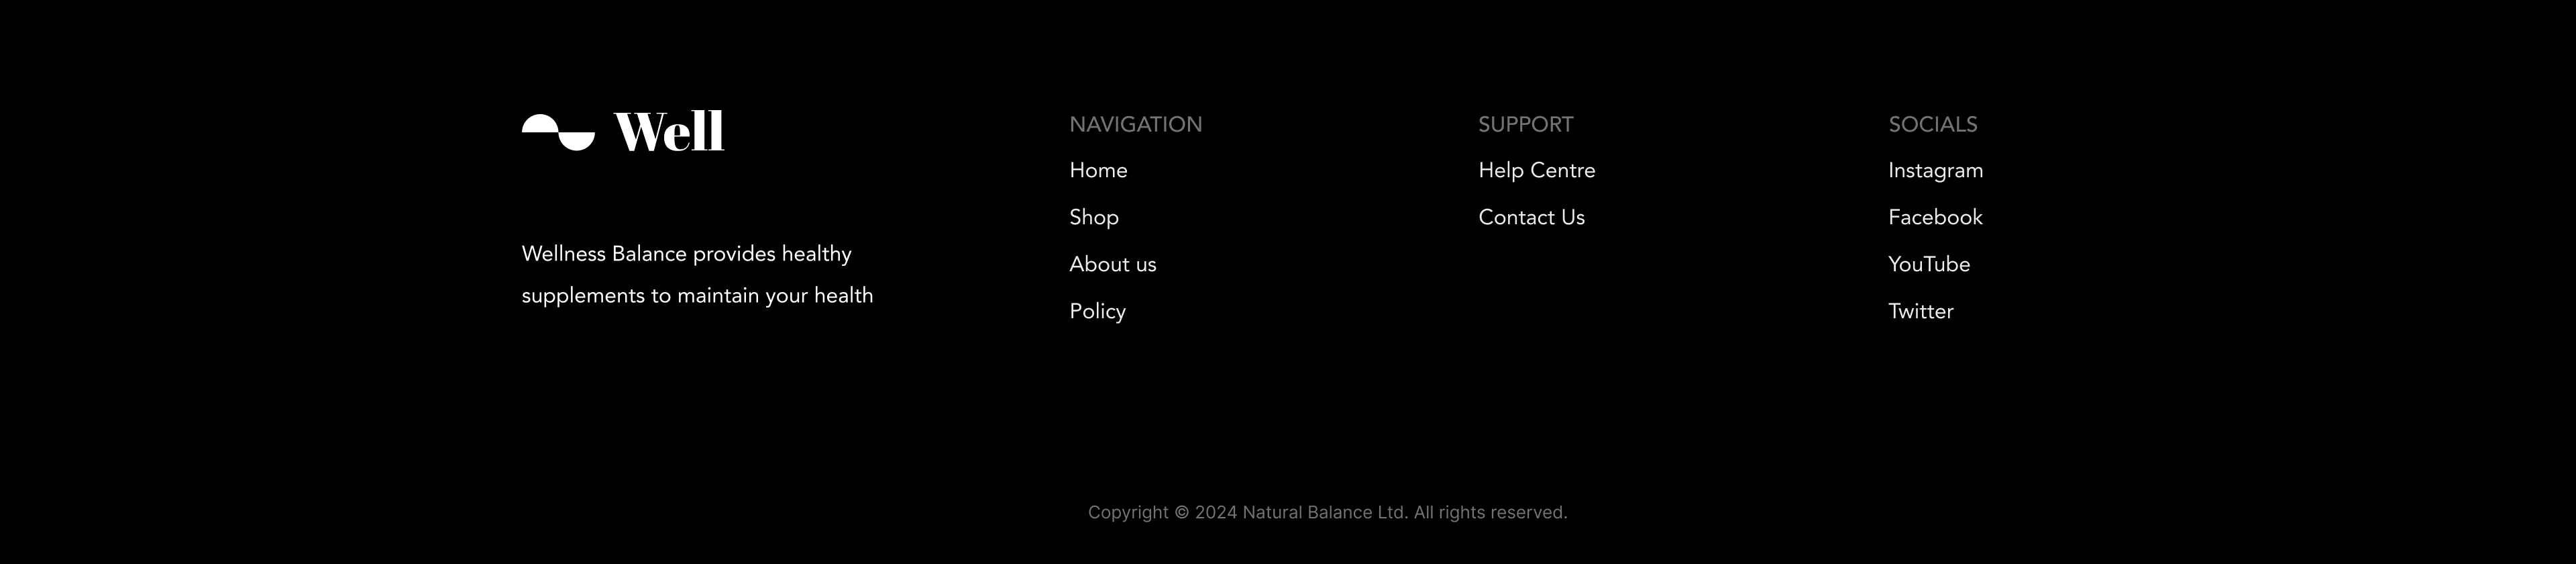 Well
Wellness Balance provides healthy
supplements to maintain your health
NAVIGATION
Home
Shop
About us
Policy
SUPPORT
Help Centre
Contact Us
SOCIALS
Instagram
Facebook
YouTube
Twitter
Copyright © 2024 Natural Balance Ltd. All rights reserved.